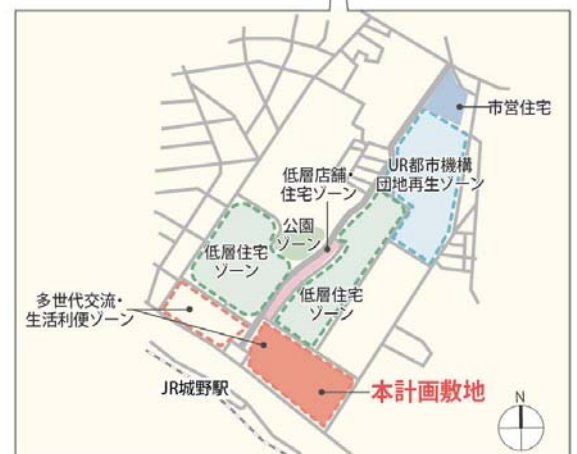 市営住宅
低層店舗・
住宅ゾーン
UR都市機構
団地再生ゾーン
公園
ゾーン
低層住宅
ゾーン
低層住宅
ゾーン
多世代交流・
生活利便ゾーン
JR城野駅
本計画敷地
N